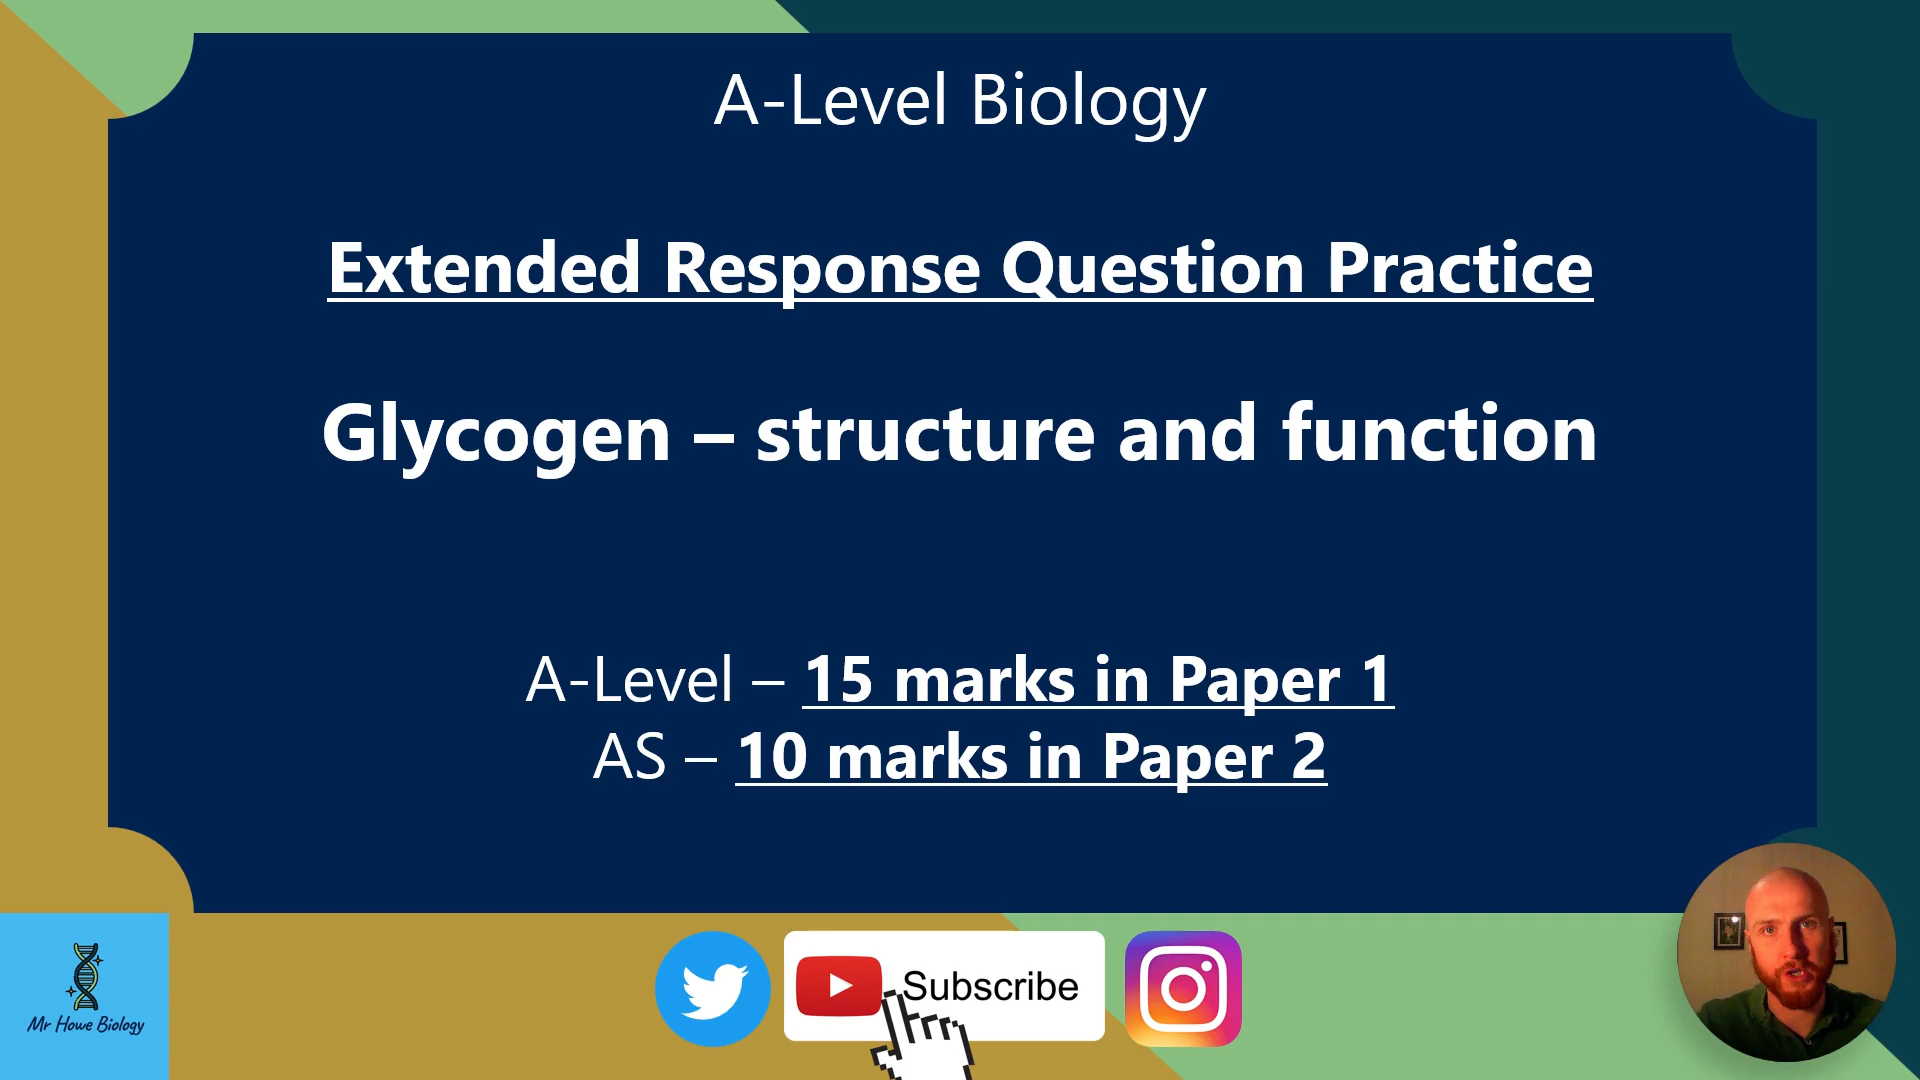 A-Level Biology
Extended Response Question Practice
Glycogen – structure and function
A-Level – 15 marks in Paper 1
AS – 10 marks in Paper 2
Mr Howe Biology
Subscribe